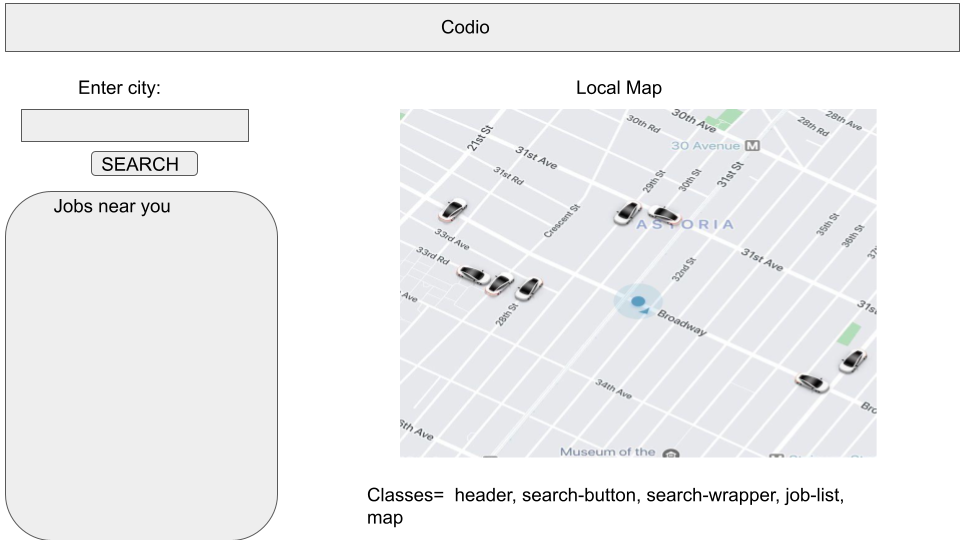 Codio
Enter city:
Local Map
SEARCH
Jobs near you
30th Ave
30th Rd
28th Ave
28th Rd
21st St
30 Avenue M
31st Ave
31st Rd
29th St
30th St
31st St
Crescent St
ASTORIA
35th St
36th St
33rd Ave
33rd Rd
31st Ave
32nd St
Ave
28th St
31s
Broadway
34th Ave
Bro
6th Ave
Museum of the
Classes= header, search-button, search-wrapper, job-list,
map